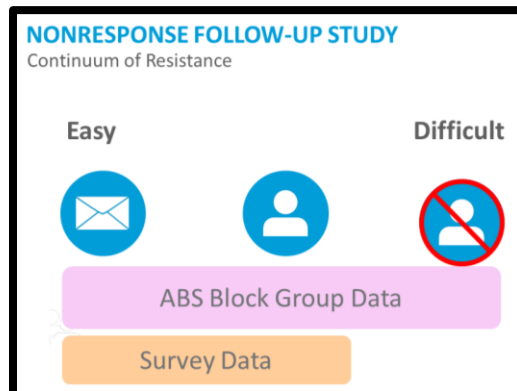 NONRESPONSE FOLLOW-UP STUDY
Continuum of Resistance
Easy Difficult
ABS Block Group Data
Survey Data